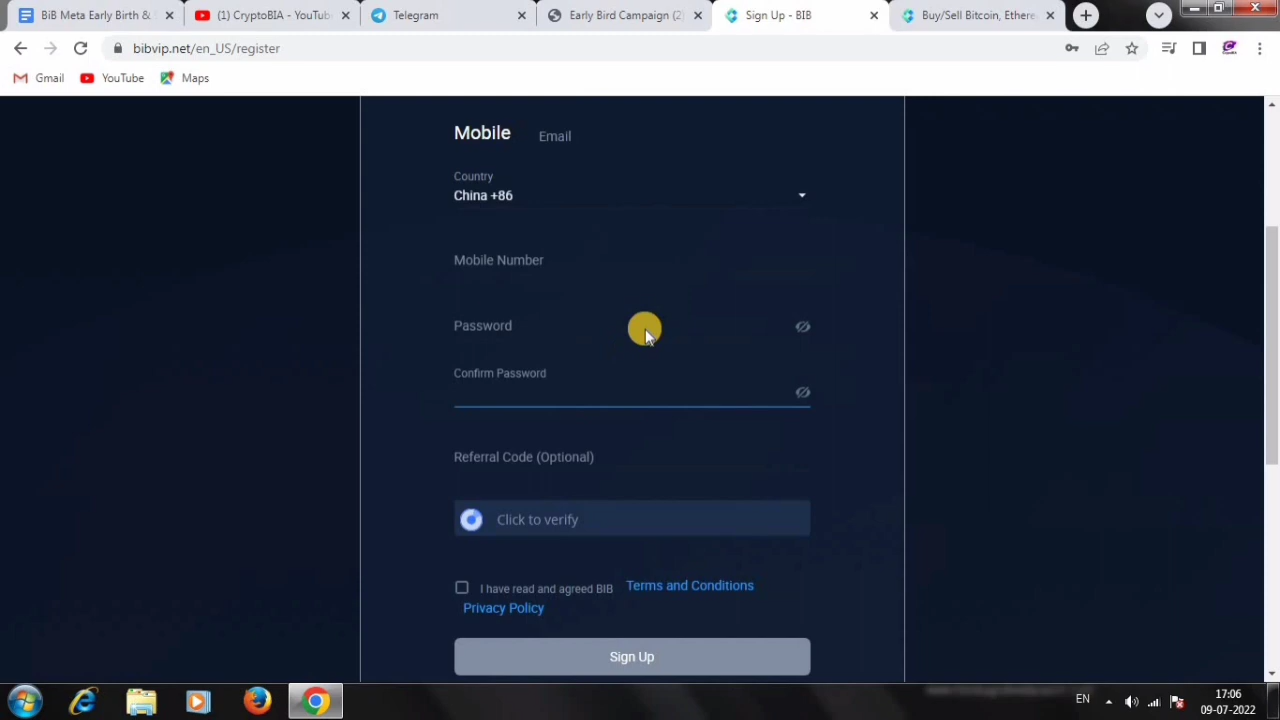 BiB Meta Early Birth &
(1) CryptoBIA - YouTub
Telegram
Early Bird Campaign (2)
Sign Up - BIB
Buy/Sell Bitcoin, Ethere
bibvip.net/en_US/register
Gmail
YouTube
Maps
Mobile
Email
Country
China +86
Mobile Number
Password
Confirm Password
Referral Code (Optional)
Click to verify
I have read and agreed BIB Terms and Conditions
Privacy Policy
Sign Up
EN
17:06
09-07-2022